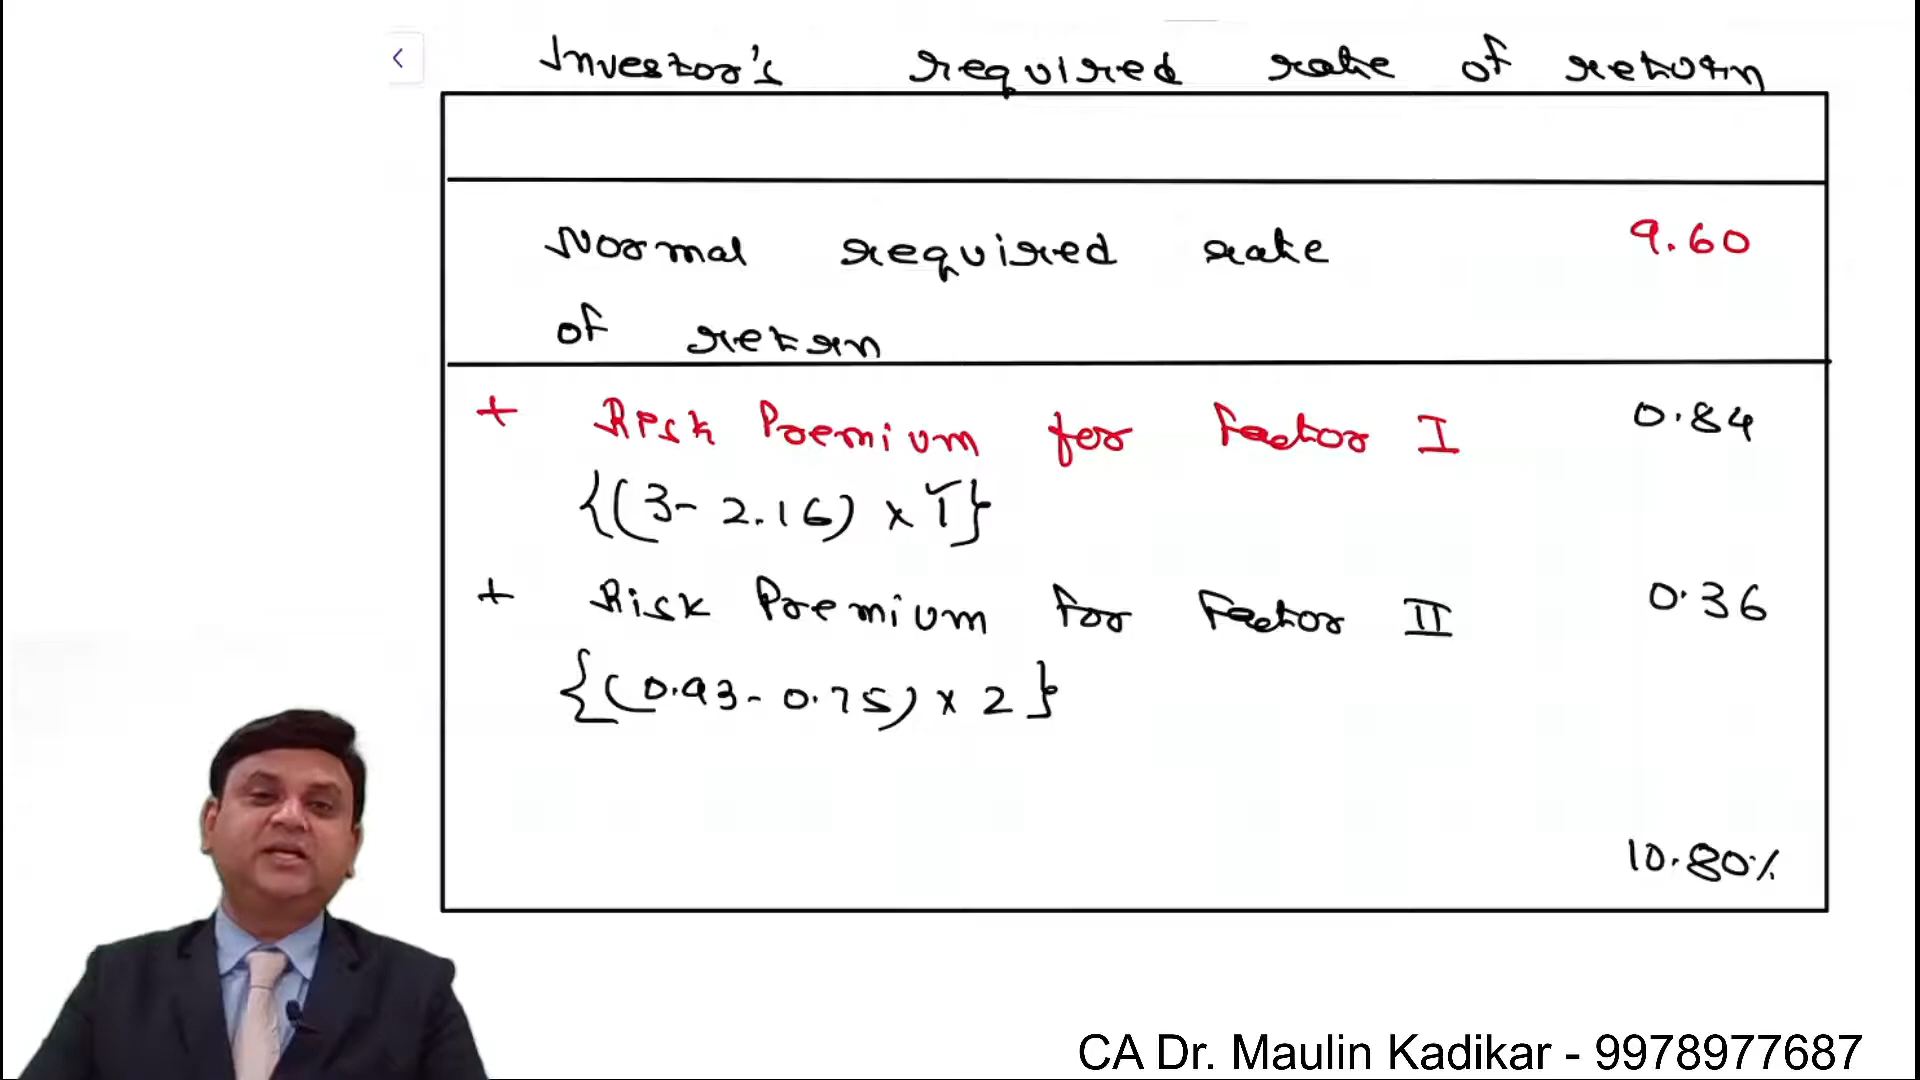 Investor's required rate of return
Normal required rate 9.60
of return
+ Risk Premium for Factor I 0.84
{(3- 2.16) x 1}
+ Risk Premium for Factor II 0.36
{(0.93- 0.75) x 2}
10.80%
CA Dr. Maulin Kadikar - 9978977687